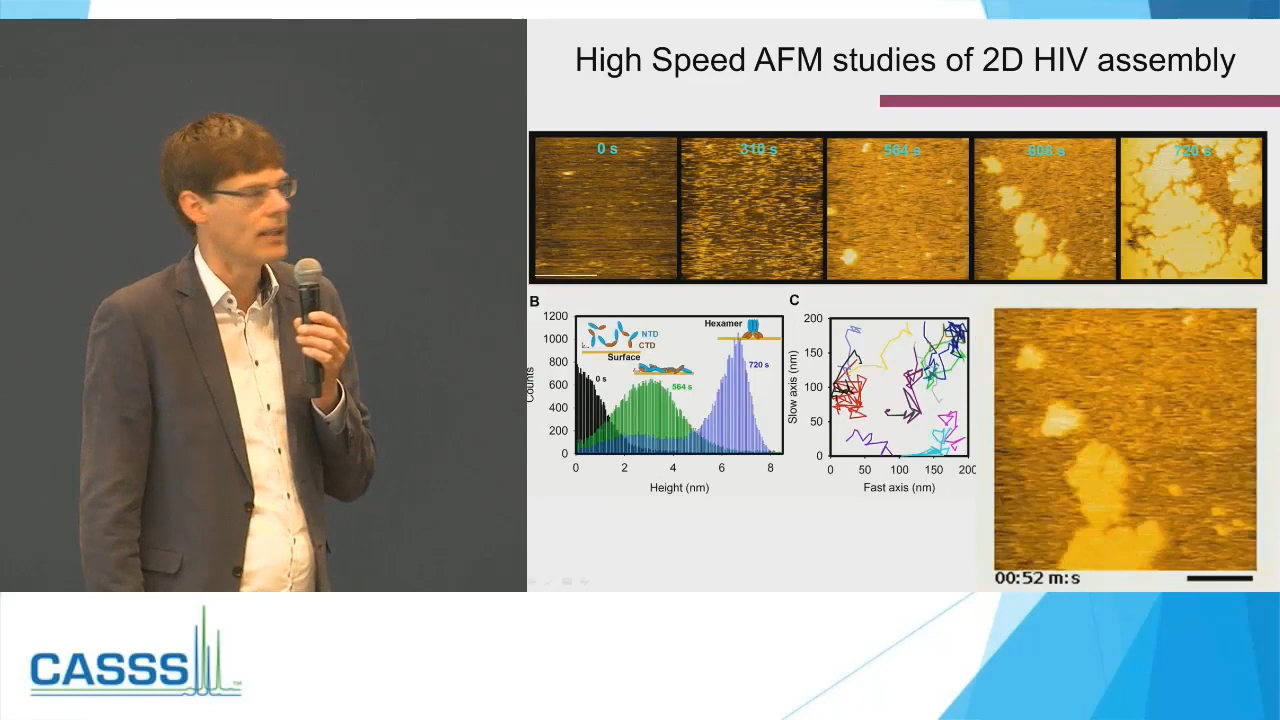 High Speed AFM studies of 2D HIV assembly
0 s
310 s
564 s
608 s
720 s
B
C
1200
1000
800
600
400
200
0
Counts
0
2
4
6
8
Height (nm)
NTD
CTD
Surface
Hexamer
0 s
564 s
720 s
200
150
100
50
0
Slow axis (nm)
0
50
100
150
200
Fast axis (nm)
00:52 m:s
CASSS
TM